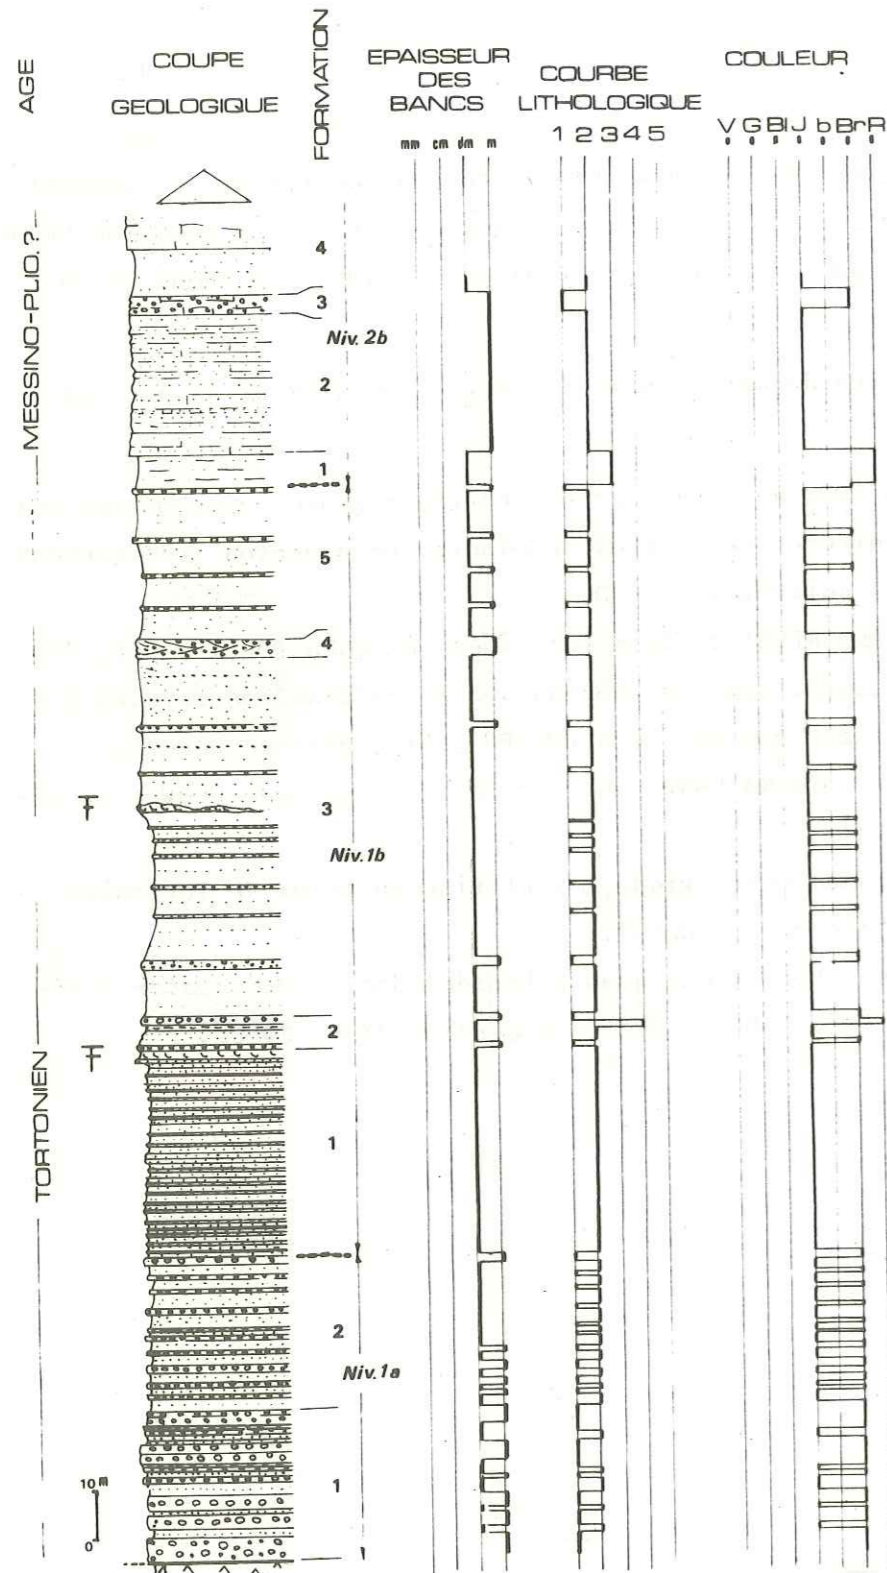 AGE
COUPE
GEOLOGIQUE
FORMATION
EPAISSEUR
DES
BANCS
mm cm dm m
COURBE
LITHOLOGIQUE
1 2 3 4 5
COULEUR
V G Bl J b Br R
MESSINO-PLIO. ?
4
3
Niv. 2b
2
1
5
4
3
Niv. 1b
2
1
TORTONIEN
2
Niv. 1a
1
10 m
0